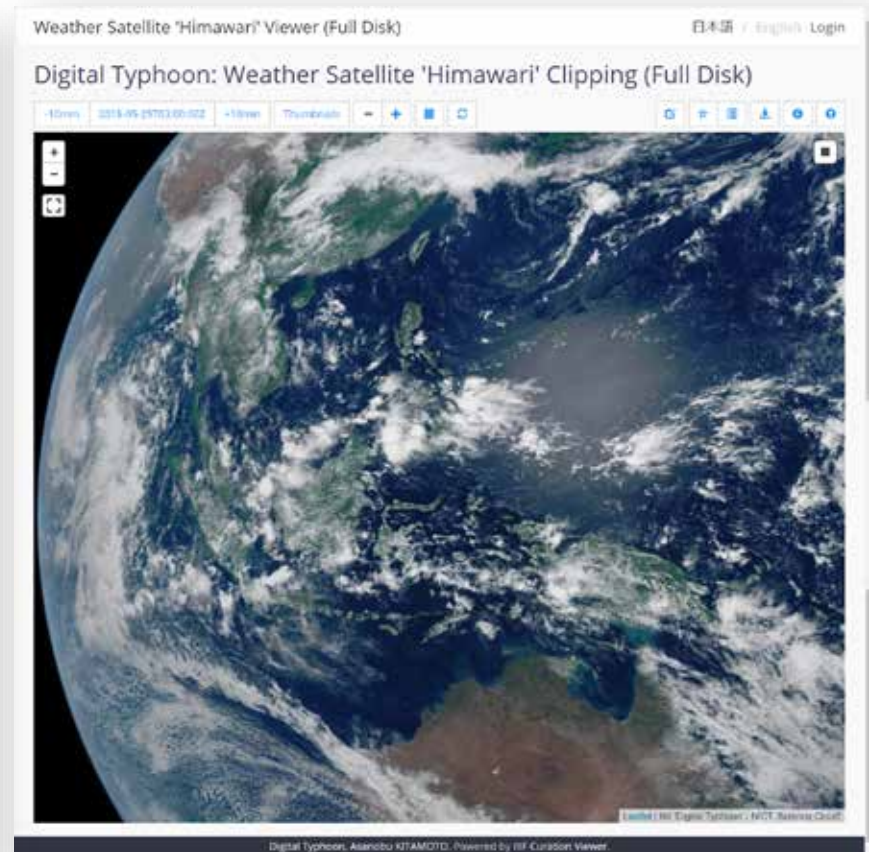 Weather Satellite 'Himawari' Viewer (Full Disk)
日本語 / English Login
Digital Typhoon: Weather Satellite 'Himawari' Clipping (Full Disk)
-10min +10min Thumbnails
Digital Typhoon, Asanobu KITAMOTO. Powered by IIIF Curation Viewer.